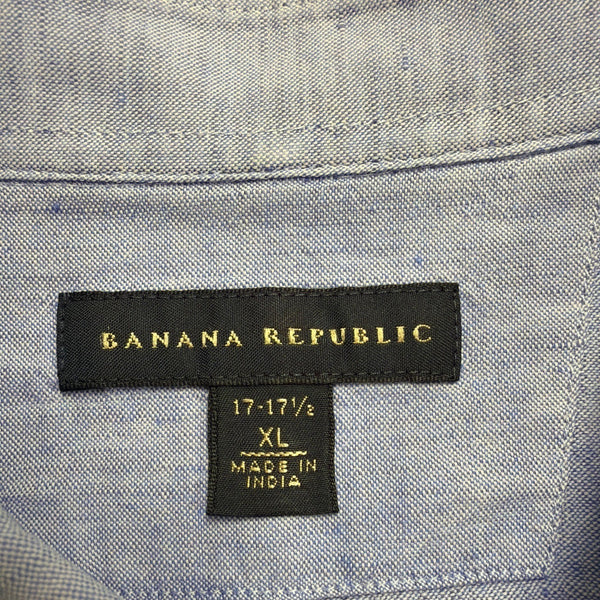 BANANA REPUBLIC
17-17½
XL
MADE IN
INDIA